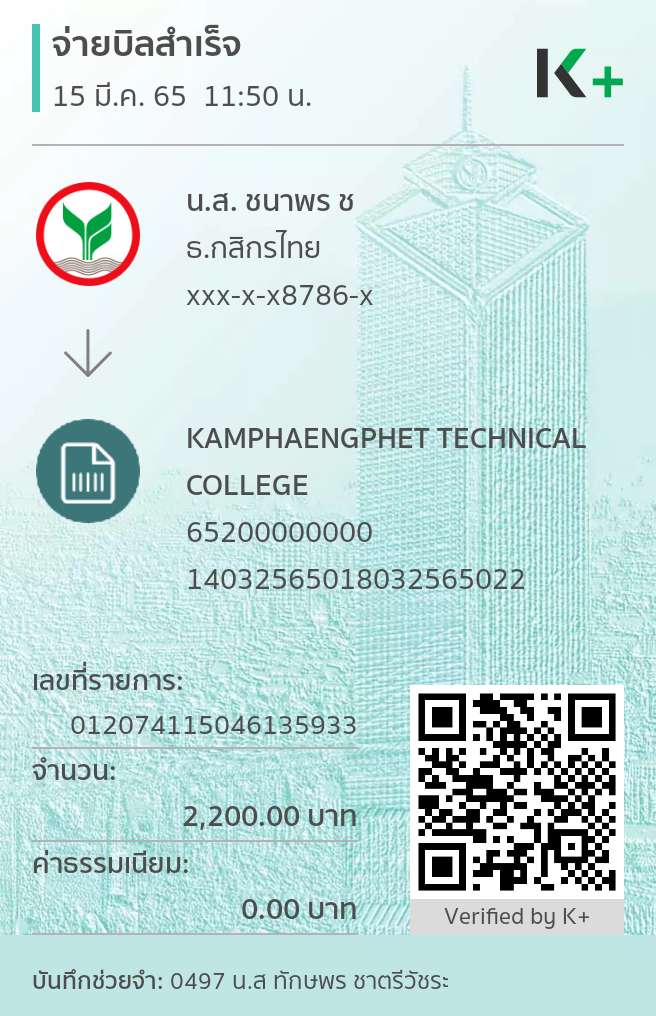 จ่ายบิลสำเร็จ
15 มี.ค. 65 11:50 น.
K+
น.ส. ชนาพร ช
ธ.กสิกรไทย
xxx-x-x8786-x
KAMPHAENGPHET TECHNICAL
COLLEGE
65200000000
14032565018032565022
เลขที่รายการ:
012074115046135933
จำนวน:
2,200.00 บาท
ค่าธรรมเนียม:
0.00 บาท
Verified by K+
บันทึกช่วยจำ: 0497 น.ส ทักษพร ชาตรีวัชระ